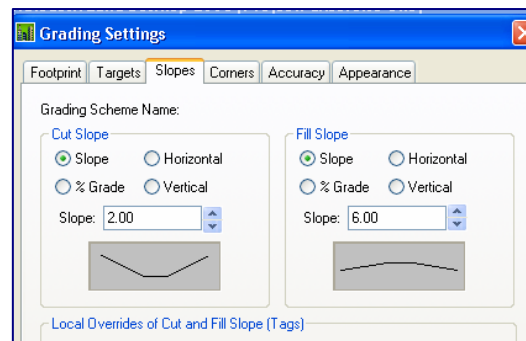 Grading Settings
Footprint Targets Slopes Corners Accuracy Appearance
Grading Scheme Name:
Cut Slope
Slope Horizontal
% Grade Vertical
Slope: 2.00
Fill Slope
Slope Horizontal
% Grade Vertical
Slope: 6.00
Local Overrides of Cut and Fill Slope (Tags)